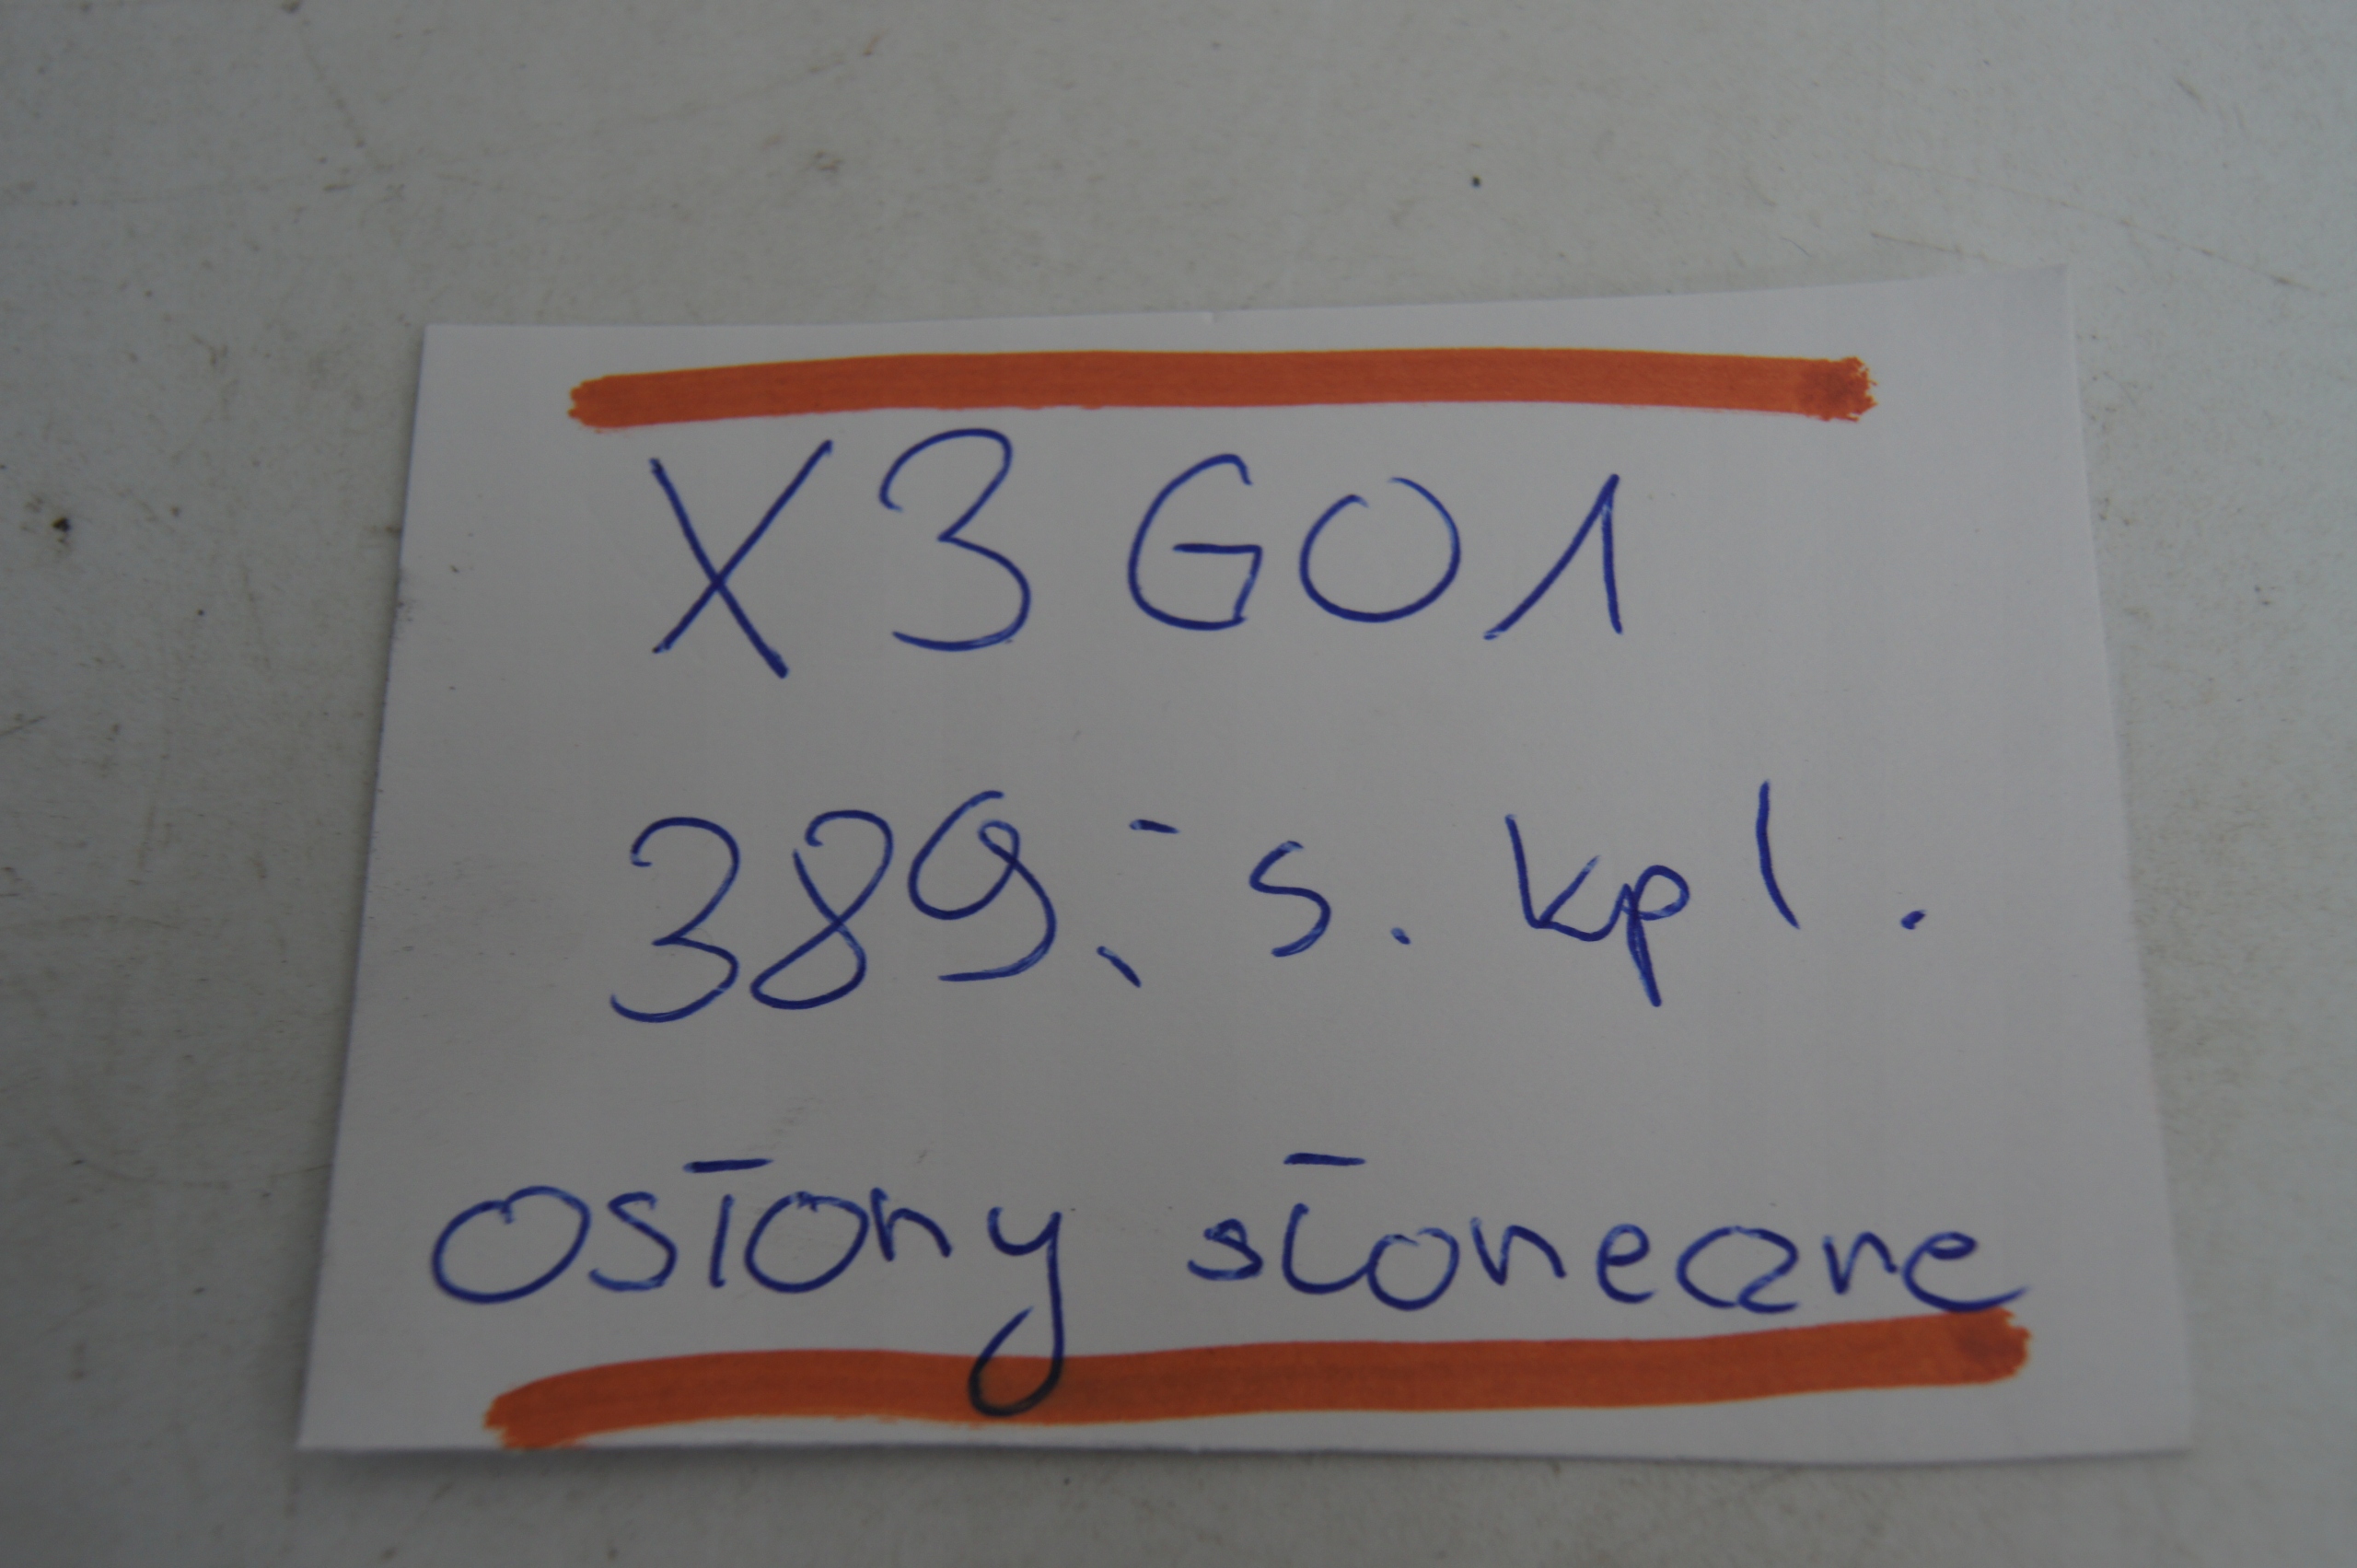 X3 G01
389,- s. kpl.
osłony słoneczne